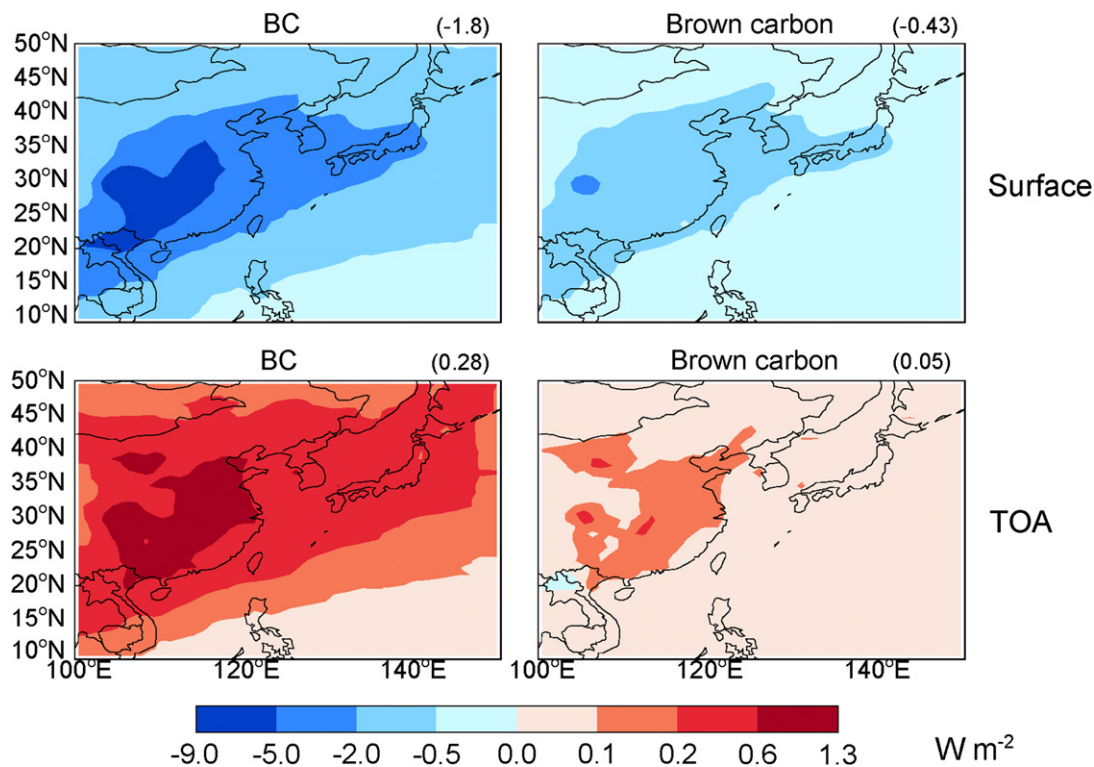 BC (-1.8) Brown carbon (-0.43)
50°N
45°N
40°N
35°N
30°N
25°N
20°N
15°N
10°N
Surface
BC (0.28) Brown carbon (0.05)
50°N
45°N
40°N
35°N
30°N
25°N
20°N
15°N
10°N
TOA
100°E 120°E 140°E 100°E 120°E 140°E
-9.0 -5.0 -2.0 -0.5 0.0 0.1 0.2 0.6 1.3 W m⁻²